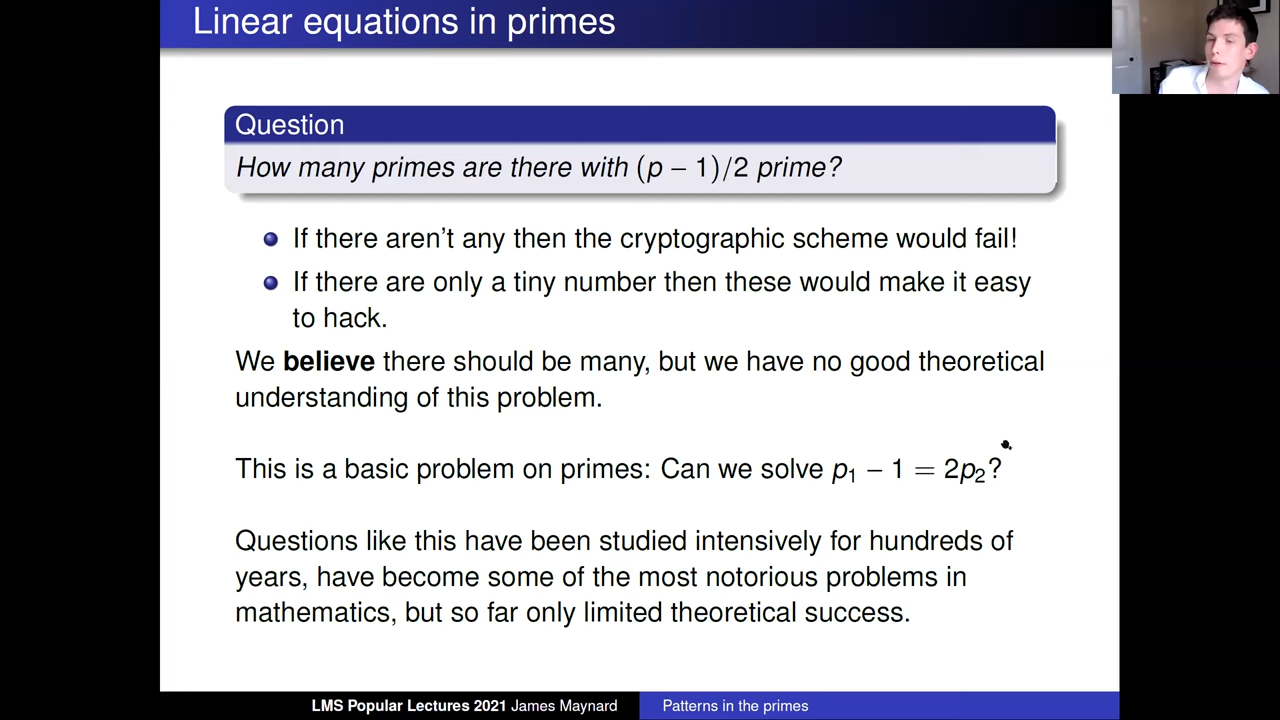 Linear equations in primes
Question
How many primes are there with (p − 1)/2 prime?
If there aren't any then the cryptographic scheme would fail!
If there are only a tiny number then these would make it easy
to hack.
We believe there should be many, but we have no good theoretical
understanding of this problem.
This is a basic problem on primes: Can we solve p₁ − 1 = 2p₂?
Questions like this have been studied intensively for hundreds of
years, have become some of the most notorious problems in
mathematics, but so far only limited theoretical success.
LMS Popular Lectures 2021 James Maynard
Patterns in the primes